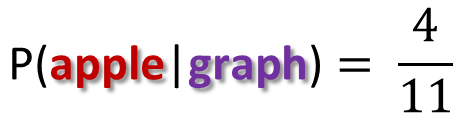 P(apple|graph) = 4/11